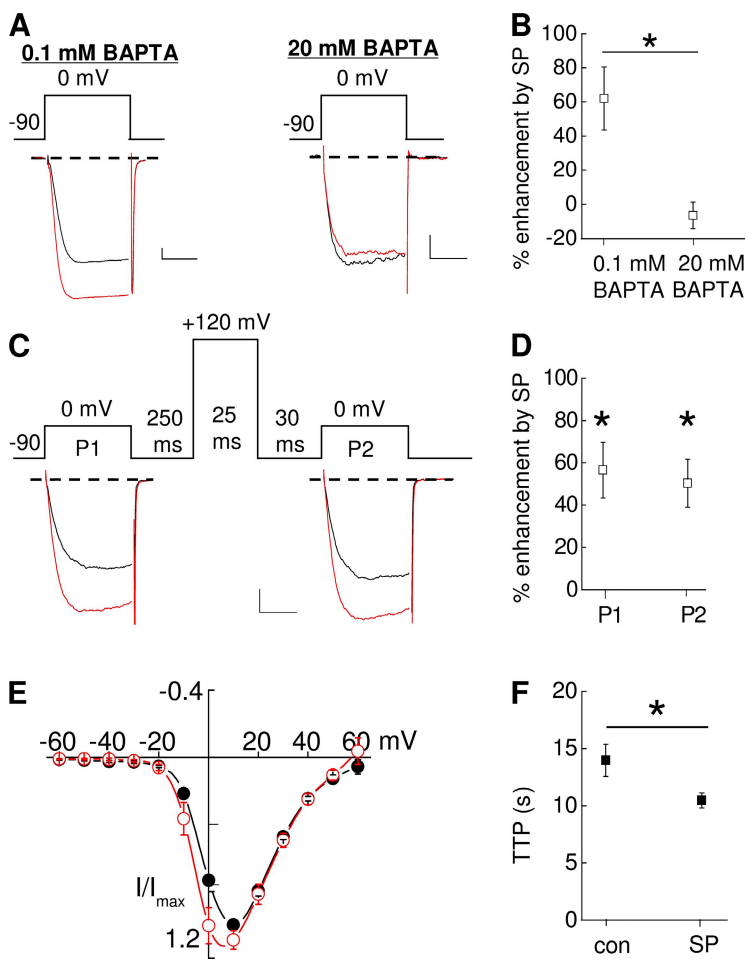 A
0.1 mM BAPTA
0 mV
-90
20 mM BAPTA
0 mV
-90
B
% enhancement by SP
100
80
60
40
20
0
-20
*
0.1 mM
BAPTA
20 mM
BAPTA
C
+120 mV
0 mV
250
ms
25
ms
30
ms
0 mV
-90
P1
P2
D
% enhancement by SP
100
80
60
40
20
0
*
*
P1
P2
E
-0.4
-60
-40
-20
20
40
60
mV
I/Imax
1.2
F
TTP (s)
20
15
10
5
0
*
con
SP